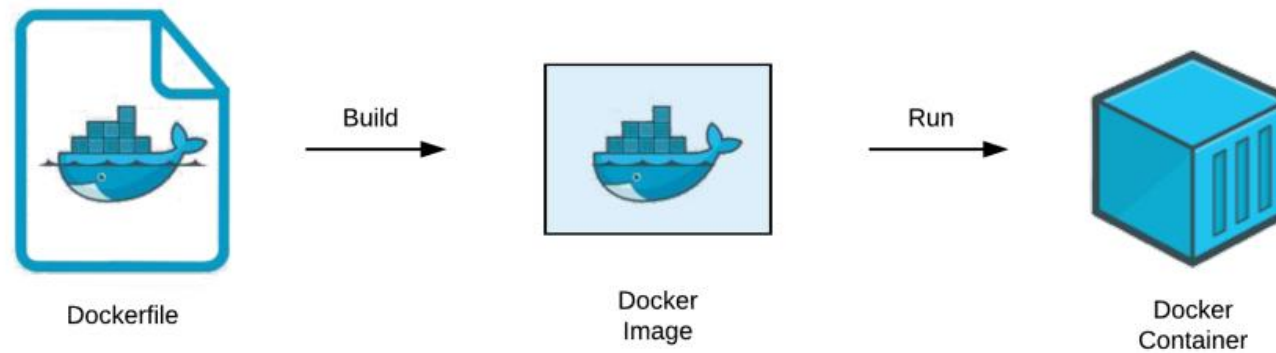 Build
Run
Dockerfile
Docker
Image
Docker
Container